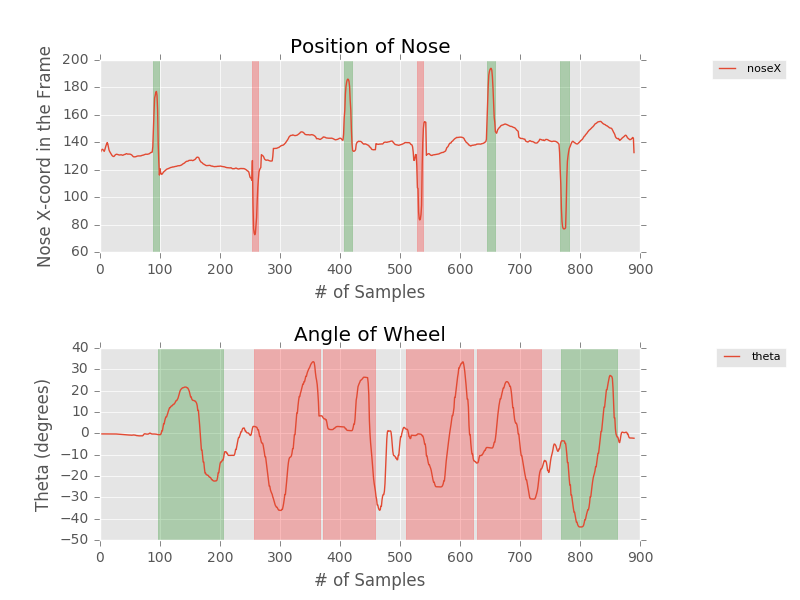 Position of Nose
200
180
160
140
120
100
80
60
Nose X-coord in the Frame
0 100 200 300 400 500 600 700 800 900
# of Samples
noseX
Angle of Wheel
40
30
20
10
0
−10
−20
−30
−40
−50
Theta (degrees)
0 100 200 300 400 500 600 700 800 900
# of Samples
theta